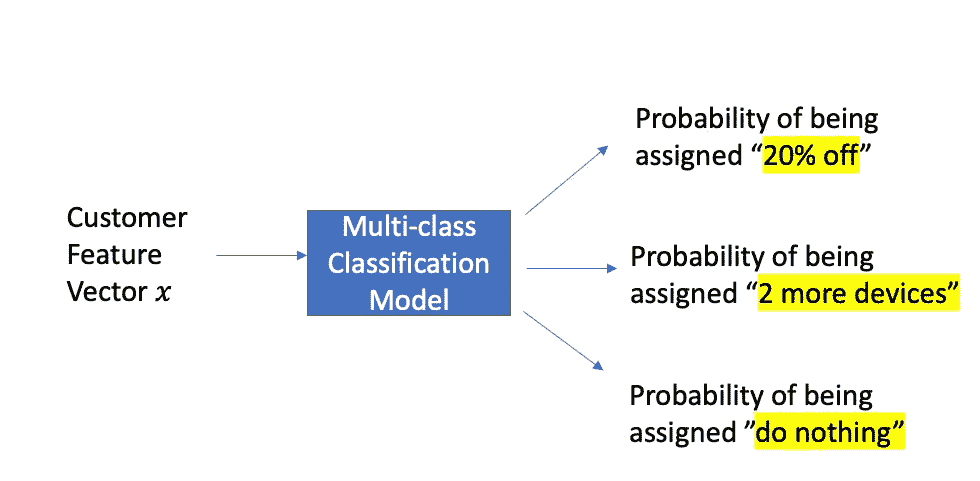 Customer
Feature
Vector 𝑥
Multi-class
Classification
Model
Probability of being
assigned “20% off”
Probability of being
assigned “2 more devices”
Probability of being
assigned ”do nothing”